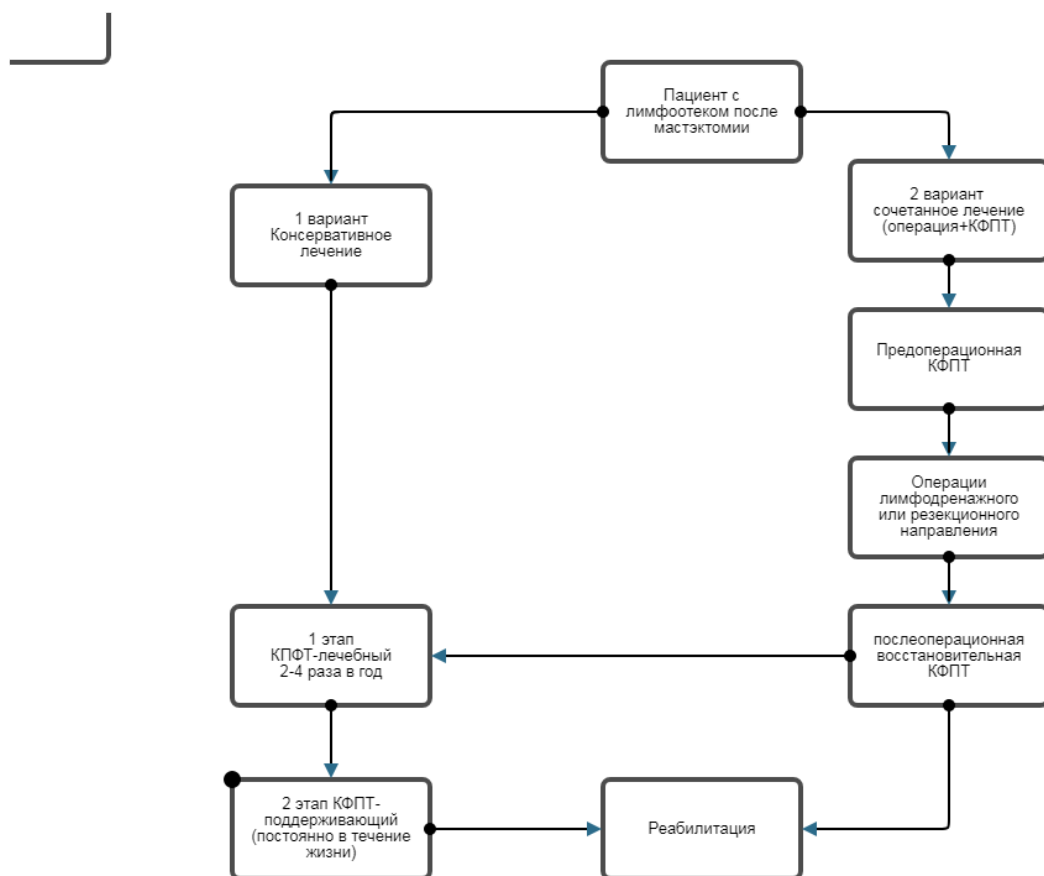 Пациент с
лимфоотеком после
мастэктомии
1 вариант
Консервативное
лечение
2 вариант
сочетанное лечение
(операция+КФПТ)
Предоперационная
КФПТ
Операции
лимфодренажного
или резекционного
направления
1 этап
КПФТ-лечебный
2-4 раза в год
послеоперационная
восстановительная
КФПТ
2 этап КФПТ-
поддерживающий
(постоянно в течение
жизни)
Реабилитация